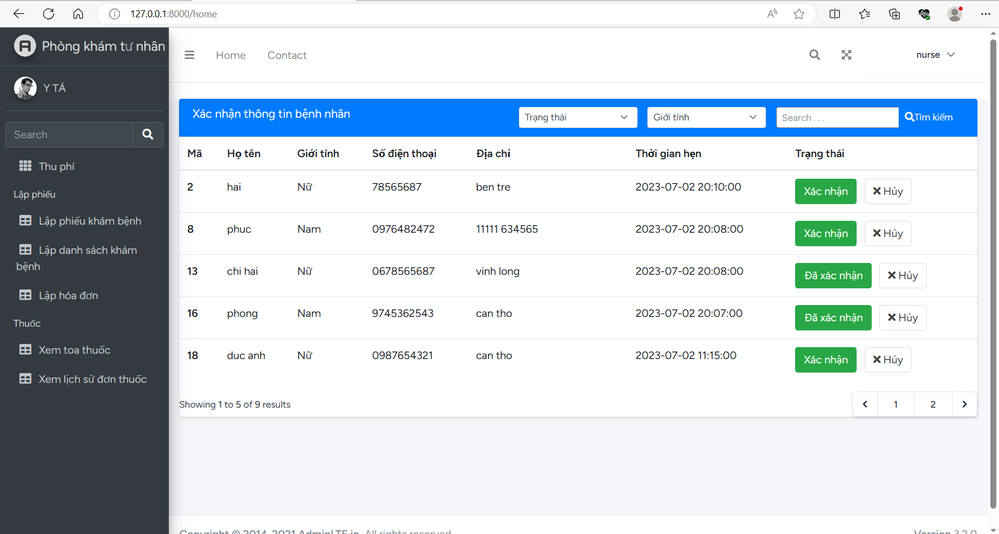 127.0.0.1:8000/home
Phòng khám tư nhân
Home Contact nurse
Y TÁ
Search
Thu phí
Lập phiếu
Lập phiếu khám bệnh
Lập danh sách khám
bệnh
Lập hóa đơn
Thuốc
Xem toa thuốc
Xem lịch sử đơn thuốc
Xác nhận thông tin bệnh nhân Trạng thái Giới tính Search . . . Tìm kiếm
Mã Họ tên Giới tính Số điện thoại Địa chỉ Thời gian hẹn Trạng thái
2 hai Nữ 78565687 ben tre 2023-07-02 20:10:00 Xác nhận Hủy
8 phuc Nam 0976482472 11111 634565 2023-07-02 20:08:00 Xác nhận Hủy
13 chi hai Nữ 0678565687 vinh long 2023-07-02 20:08:00 Đã xác nhận Hủy
16 phong Nam 9745362543 can tho 2023-07-02 20:07:00 Đã xác nhận Hủy
18 duc anh Nữ 0987654321 can tho 2023-07-02 11:15:00 Xác nhận Hủy
Showing 1 to 5 of 9 results 1 2
Copyright © 2014-2021 AdminLTE.io. All rights reserved. Version 3.2.0